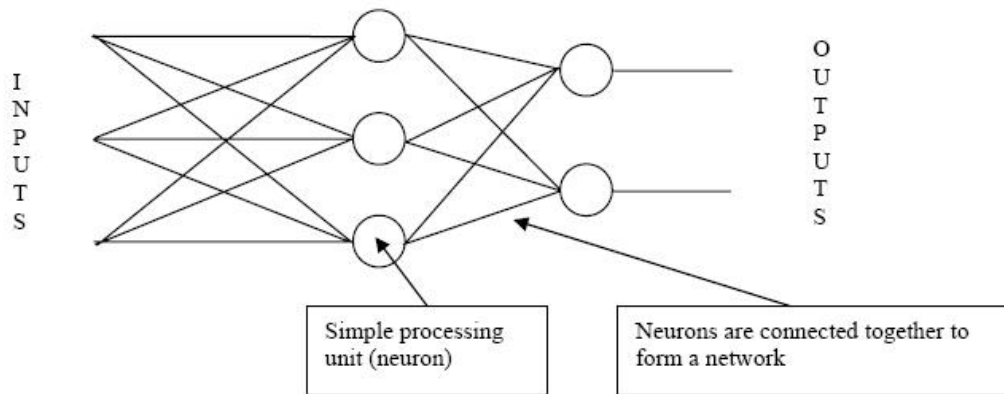 INPUTS
OUTPUTS
Simple processing
unit (neuron)
Neurons are connected together to
form a network